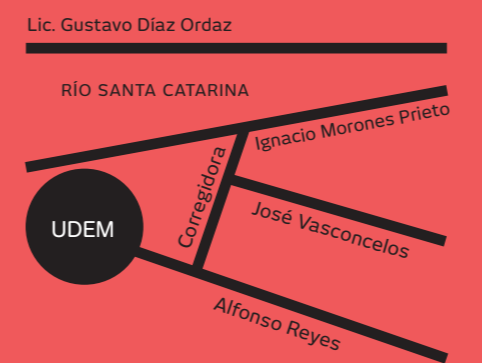 Lic. Gustavo Díaz Ordaz
RÍO SANTA CATARINA
Ignacio Morones Prieto
Corregidora
José Vasconcelos
UDEM
Alfonso Reyes